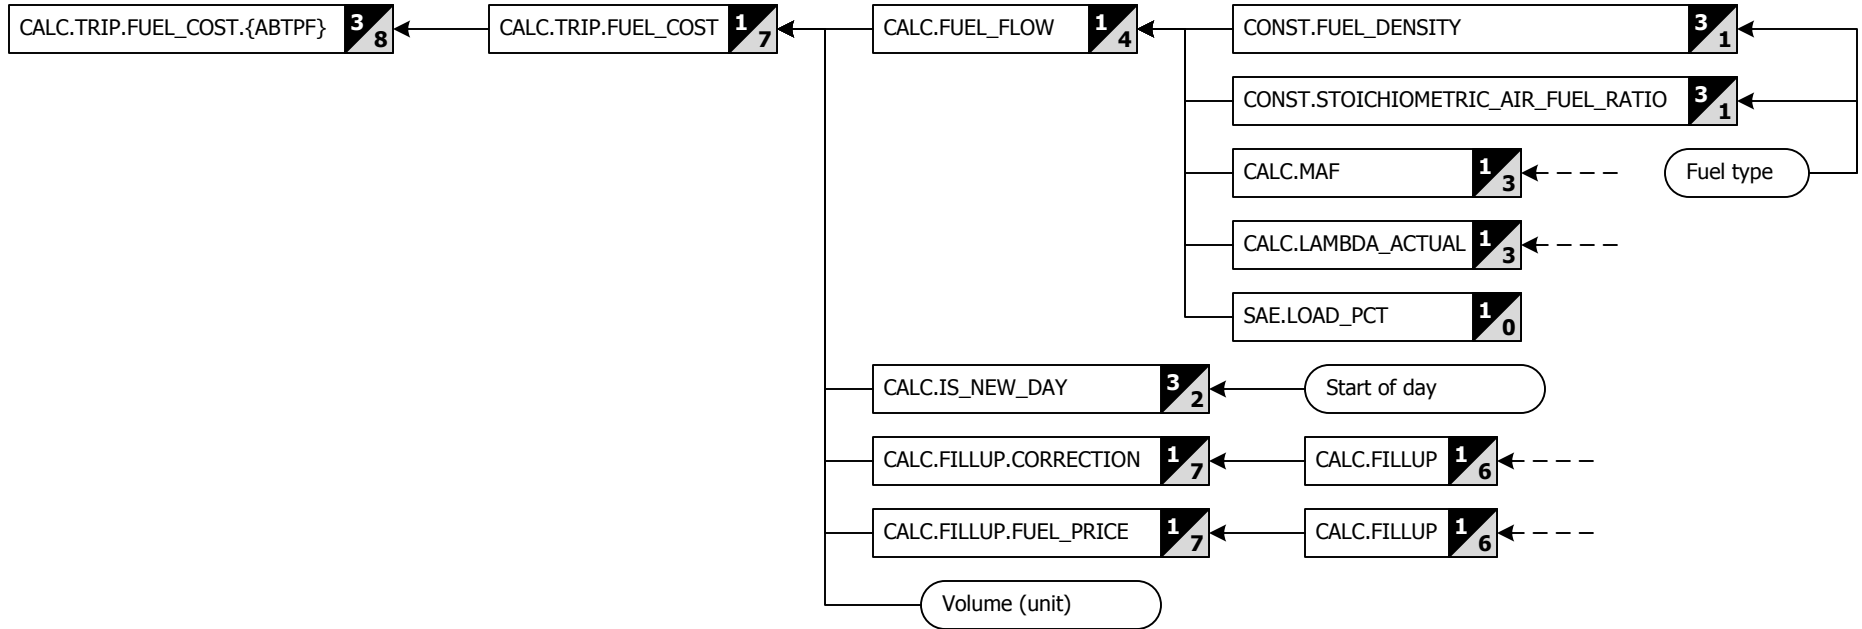 CALC.TRIP.FUEL_COST.{ABTPF} 3 8 CALC.TRIP.FUEL_COST 1 7 CALC.FUEL_FLOW 1 4 CONST.FUEL_DENSITY 3 1
CONST.STOICHIOMETRIC_AIR_FUEL_RATIO 3 1
CALC.MAF 1 3 Fuel type
CALC.LAMBDA_ACTUAL 1 3
SAE.LOAD_PCT 1 0
CALC.IS_NEW_DAY 3 2 Start of day
CALC.FILLUP.CORRECTION 1 7 CALC.FILLUP 1 6
CALC.FILLUP.FUEL_PRICE 1 7 CALC.FILLUP 1 6
Volume (unit)